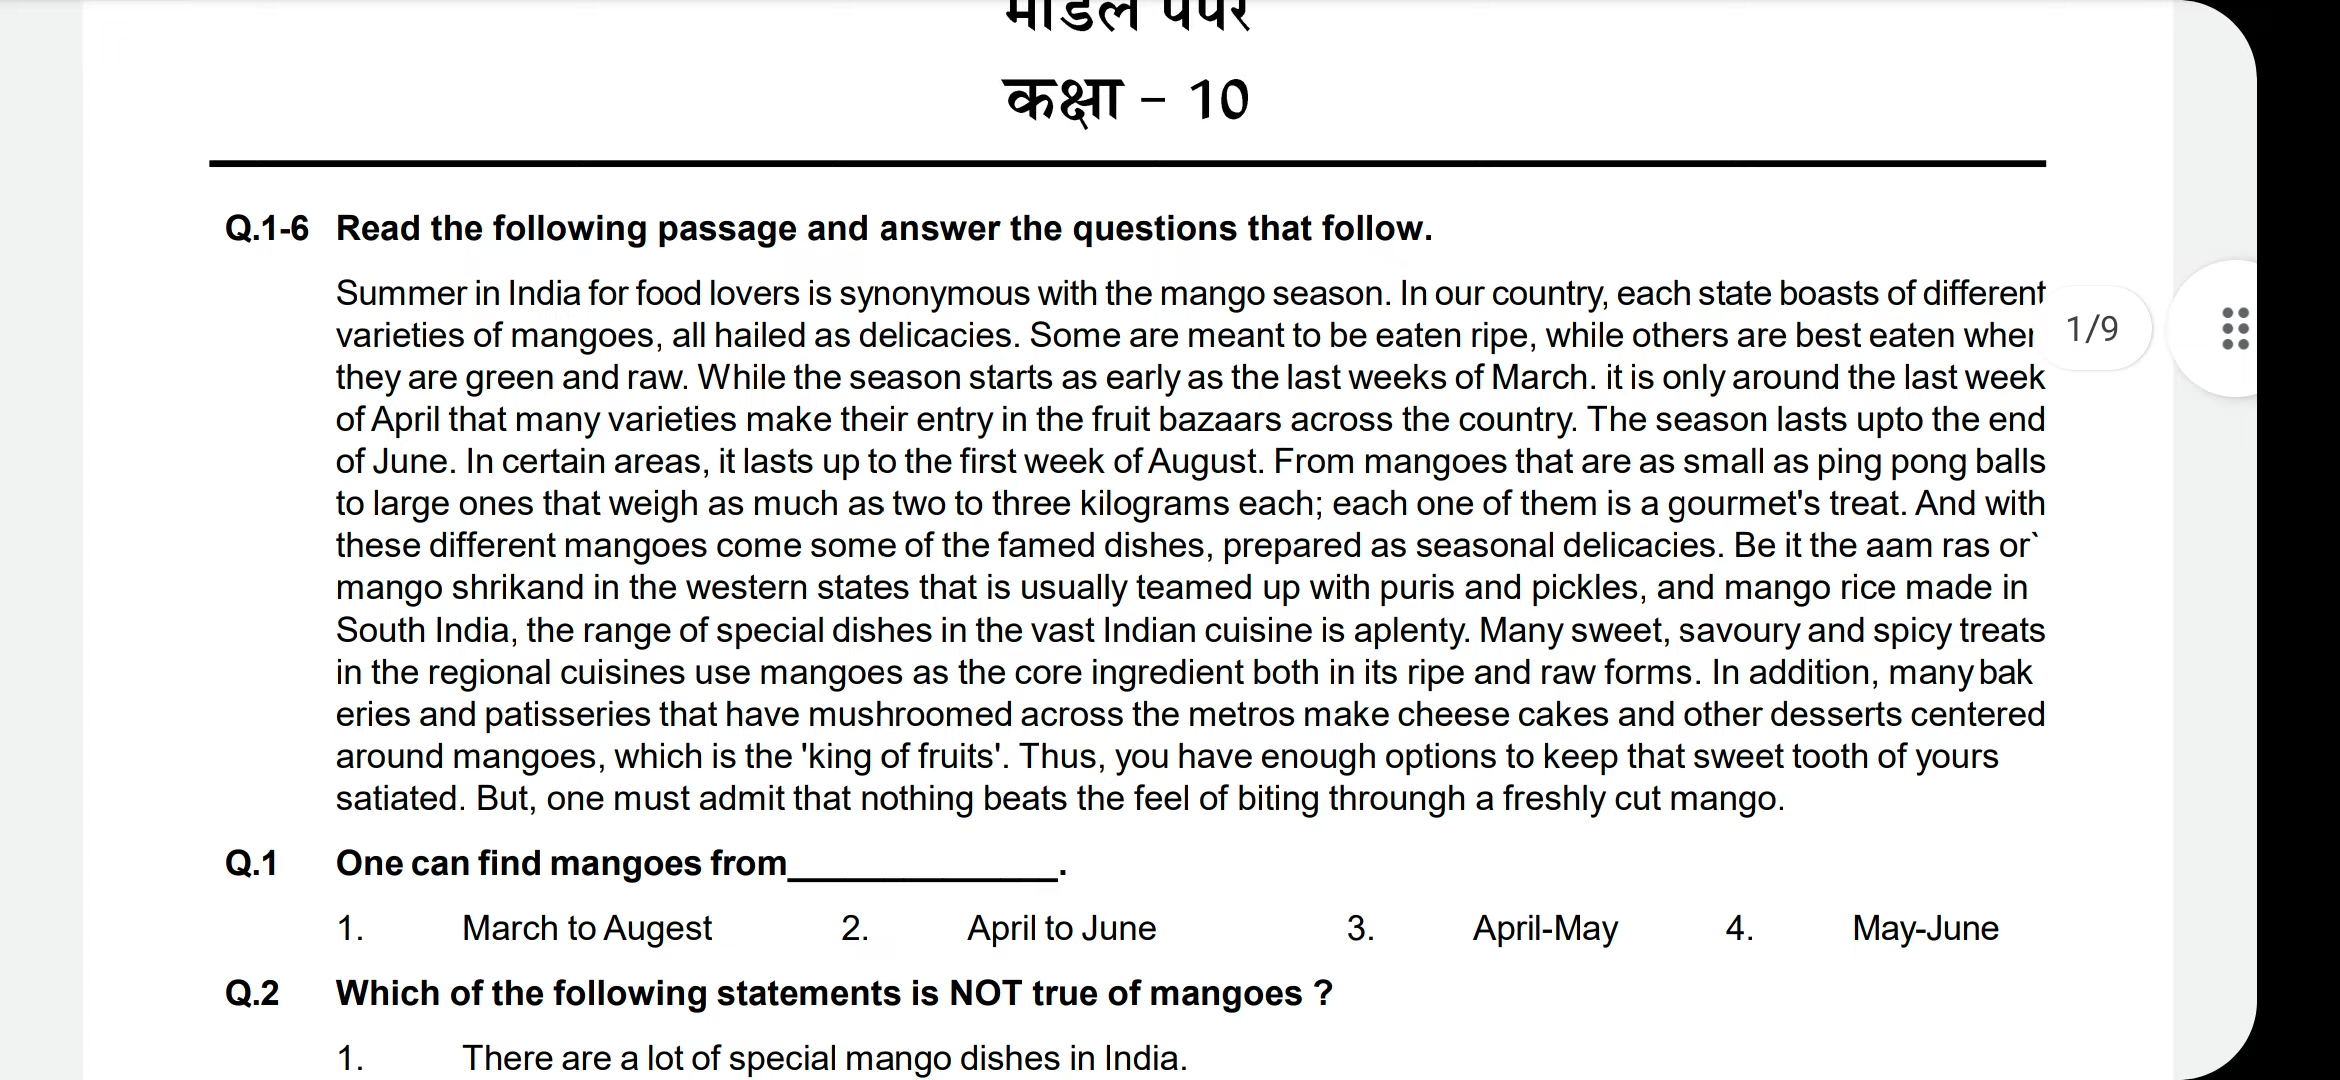 मॉडल पेपर
कक्षा - 10
Q.1-6 Read the following passage and answer the questions that follow.
Summer in India for food lovers is synonymous with the mango season. In our country, each state boasts of different
varieties of mangoes, all hailed as delicacies. Some are meant to be eaten ripe, while others are best eaten when
they are green and raw. While the season starts as early as the last weeks of March. it is only around the last week
of April that many varieties make their entry in the fruit bazaars across the country. The season lasts upto the end
of June. In certain areas, it lasts up to the first week of August. From mangoes that are as small as ping pong balls
to large ones that weigh as much as two to three kilograms each; each one of them is a gourmet's treat. And with
these different mangoes come some of the famed dishes, prepared as seasonal delicacies. Be it the aam ras or`
mango shrikand in the western states that is usually teamed up with puris and pickles, and mango rice made in
South India, the range of special dishes in the vast Indian cuisine is aplenty. Many sweet, savoury and spicy treats
in the regional cuisines use mangoes as the core ingredient both in its ripe and raw forms. In addition, many bak
eries and patisseries that have mushroomed across the metros make cheese cakes and other desserts centered
around mangoes, which is the 'king of fruits'. Thus, you have enough options to keep that sweet tooth of yours
satiated. But, one must admit that nothing beats the feel of biting throungh a freshly cut mango.
1/9
Q.1 One can find mangoes from______________.
1. March to Augest 2. April to June 3. April-May 4. May-June
Q.2 Which of the following statements is NOT true of mangoes ?
1. There are a lot of special mango dishes in India.